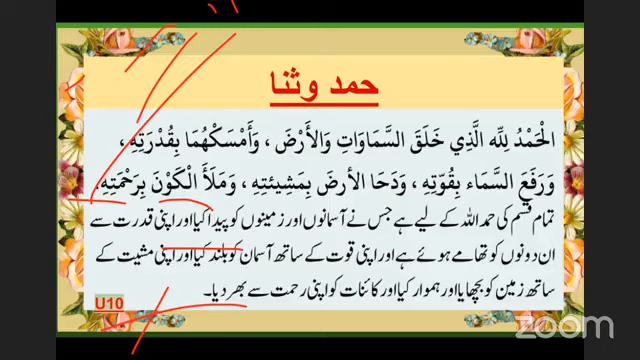 حمد وثنا
الْحَمْدُ لِلّٰهِ الَّذِي خَلَقَ السَّمَاوَاتِ وَالأَرْضَ ، وَأَمْسَكَهُمَا بِقُدْرَتِهِ ،
وَرَفَعَ السَّمَاء بِقُوَّتِهِ ، وَدَحَا الأرضَ بِمَشِيئتِهِ ، وَمَلَأَ الْكَوْنَ بِرَحْمَتِهِ،
تمام قسم کی حمد اللہ کے لیے ہے جس نے آسمانوں اور زمینوں کو پیدا کیا اور اپنی قدرت سے
ان دونوں کو تھامے ہوئے ہے اور اپنی قوت کے ساتھ آسمان کو بلند کیا اور اپنی مشیت کے
ساتھ زمین کو بچھایا اور ہموار کیا اور کائنات کو اپنی رحمت سے بھر دیا۔
U10
zoom